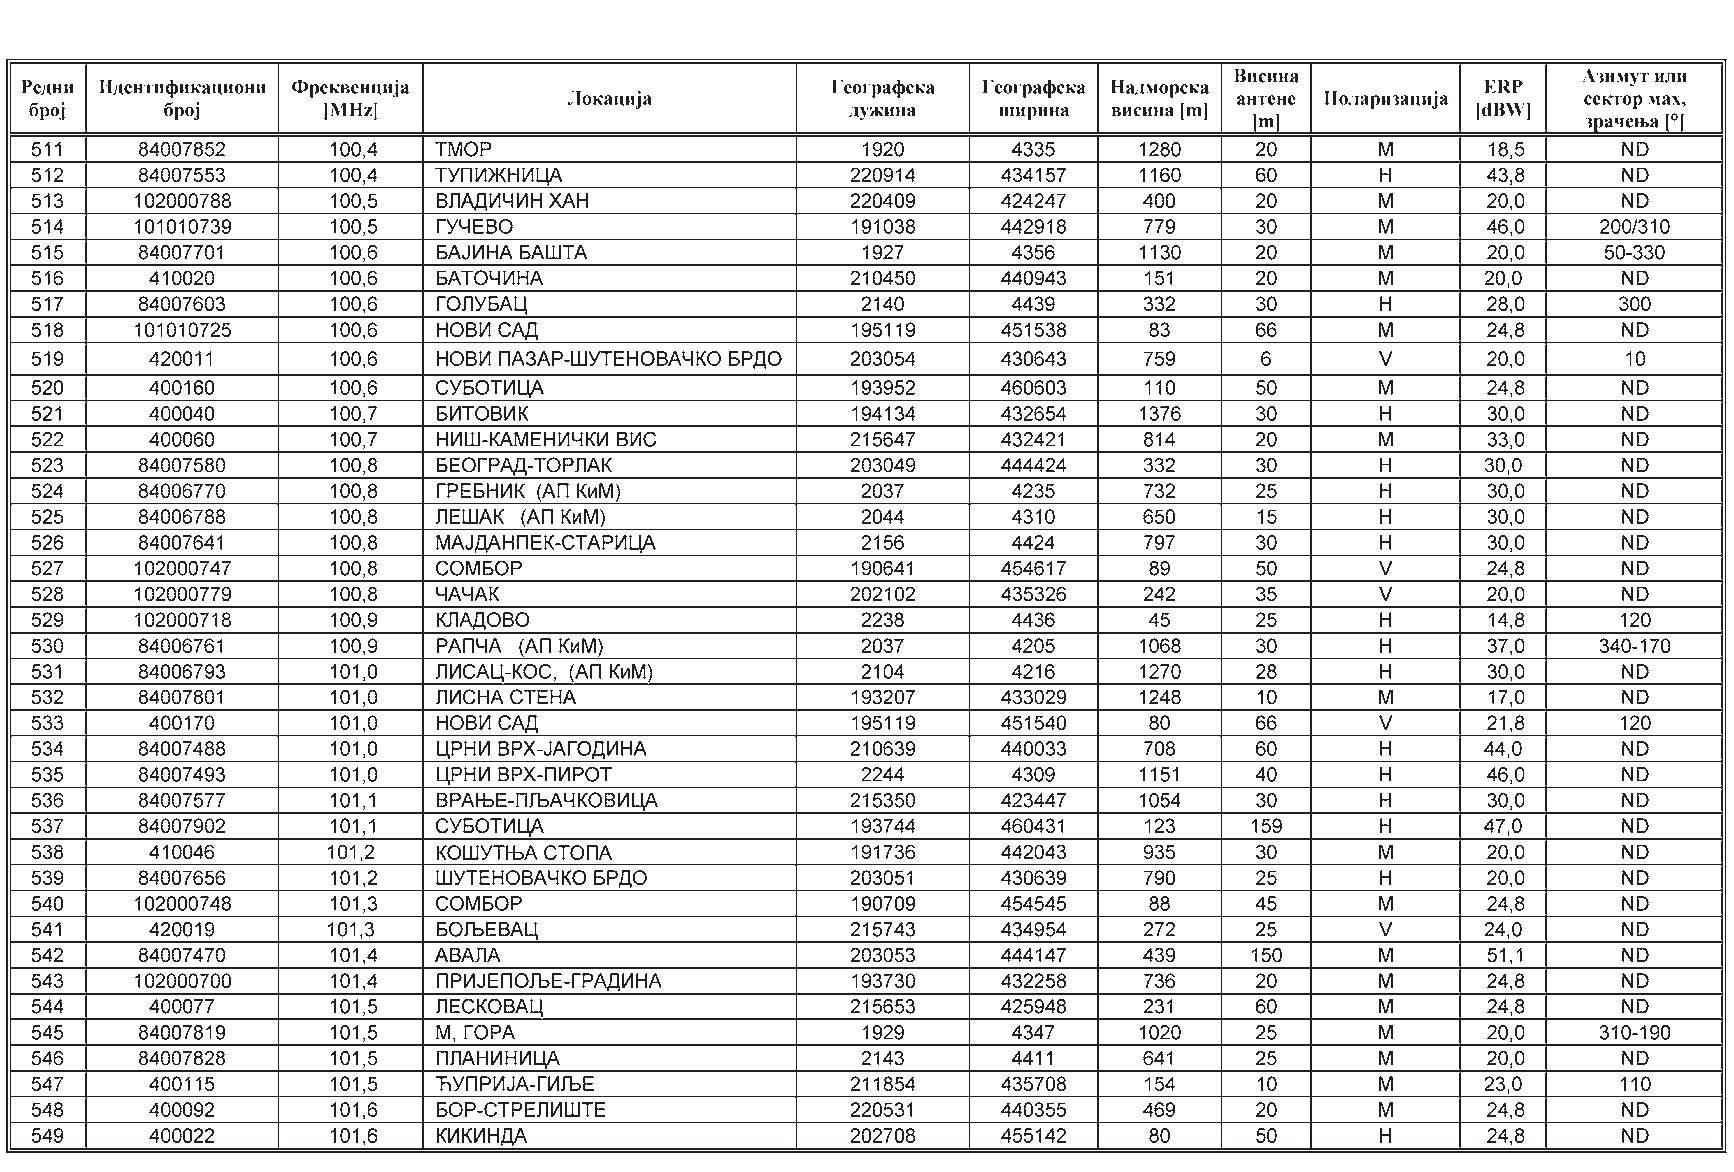 Редни број Идентификациони број Фреквенција [MHz] Локација Географска дужина Географска ширина Надморска висина [m] Висина антене [m] Поларизација ERP [dBW] Азимут или сектор мах, зрачења [°]
511 84007852 100,4 ТМОР 1920 4335 1280 20 M 18,5 ND
512 84007553 100,4 ТУПИЖНИЦА 220914 434157 1160 60 H 43,8 ND
513 102000788 100,5 ВЛАДИЧИН ХАН 220409 424247 400 20 M 20,0 ND
514 101010739 100,5 ГУЧЕВО 191038 442918 779 30 M 46,0 200/310
515 84007701 100,6 БАЈИНА БАШТА 1927 4356 1130 20 M 20,0 50-330
516 410020 100,6 БАТОЧИНА 210450 440943 151 20 M 20,0 ND
517 84007603 100,6 ГОЛУБАЦ 2140 4439 332 30 H 28,0 300
518 101010725 100,6 НОВИ САД 195119 451538 83 66 M 24,8 ND
519 420011 100,6 НОВИ ПАЗАР-ШУТЕНОВАЧКО БРДО 203054 430643 759 6 V 20,0 10
520 400160 100,6 СУБОТИЦА 193952 460603 110 50 M 24,8 ND
521 400040 100,7 БИТОВИК 194134 432654 1376 30 H 30,0 ND
522 400060 100,7 НИШ-КАМЕНИЧКИ ВИС 215647 432421 814 20 M 33,0 ND
523 84007580 100,8 БЕОГРАД-ТОРЛАК 203049 444424 332 30 H 30,0 ND
524 84006770 100,8 ГРЕБНИК (АП КиМ) 2037 4235 732 25 H 30,0 ND
525 84006788 100,8 ЛЕШАК (АП КиМ) 2044 4310 650 15 H 30,0 ND
526 84007641 100,8 МАЈДАНПЕК-СТАРИЦА 2156 4424 797 30 H 30,0 ND
527 102000747 100,8 СОМБОР 190641 454617 89 50 V 24,8 ND
528 102000779 100,8 ЧАЧАК 202102 435326 242 35 V 20,0 ND
529 102000718 100,9 КЛАДОВО 2238 4436 45 25 H 14,8 120
530 84006761 100,9 РАПЧА (АП КиМ) 2037 4205 1068 30 H 37,0 340-170
531 84006793 101,0 ЛИСАЦ-КОС, (АП КиМ) 2104 4216 1270 28 H 30,0 ND
532 84007801 101,0 ЛИСНА СТЕНА 193207 433029 1248 10 M 17,0 ND
533 400170 101,0 НОВИ САД 195119 451540 80 66 V 21,8 120
534 84007488 101,0 ЦРНИ ВРХ-ЈАГОДИНА 210639 440033 708 60 H 44,0 ND
535 84007493 101,0 ЦРНИ ВРХ-ПИРОТ 2244 4309 1151 40 H 46,0 ND
536 84007577 101,1 ВРАЊЕ-ПЉАЧКОВИЦА 215350 423447 1054 30 H 30,0 ND
537 84007902 101,1 СУБОТИЦА 193744 460431 123 159 H 47,0 ND
538 410046 101,2 КОШУТЊА СТОПА 191736 442043 935 30 M 20,0 ND
539 84007656 101,2 ШУТЕНОВАЧКО БРДО 203051 430639 790 25 H 20,0 ND
540 102000748 101,3 СОМБОР 190709 454545 88 45 M 24,8 ND
541 420019 101,3 БОЉЕВАЦ 215743 434954 272 25 V 24,0 ND
542 84007470 101,4 АВАЛА 203053 444147 439 150 M 51,1 ND
543 102000700 101,4 ПРИЈЕПОЉЕ-ГРАДИНА 193730 432258 736 20 M 24,8 ND
544 400077 101,5 ЛЕСКОВАЦ 215653 425948 231 60 M 24,8 ND
545 84007819 101,5 М, ГОРА 1929 4347 1020 25 M 20,0 310-190
546 84007828 101,5 ПЛАНИНИЦА 2143 4411 641 25 M 20,0 ND
547 400115 101,5 ЋУПРИЈА-ГИЉЕ 211854 435708 154 10 M 23,0 110
548 400092 101,6 БОР-СТРЕЛИШТЕ 220531 440355 469 20 M 24,8 ND
549 400022 101,6 КИКИНДА 202708 455142 80 50 H 24,8 ND